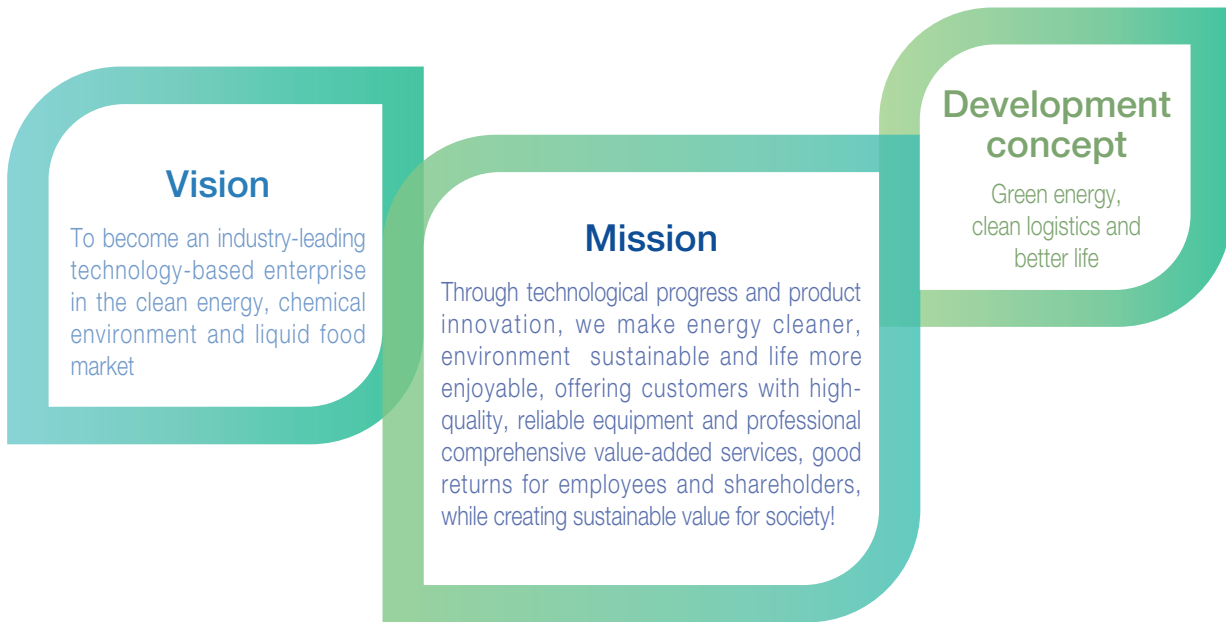 Vision
To become an industry-leading
technology-based enterprise
in the clean energy, chemical
environment and liquid food
market
Mission
Through technological progress and product
innovation, we make energy cleaner,
environment sustainable and life more
enjoyable, offering customers with high-
quality, reliable equipment and professional
comprehensive value-added services, good
returns for employees and shareholders,
while creating sustainable value for society!
Development
concept
Green energy,
clean logistics and
better life